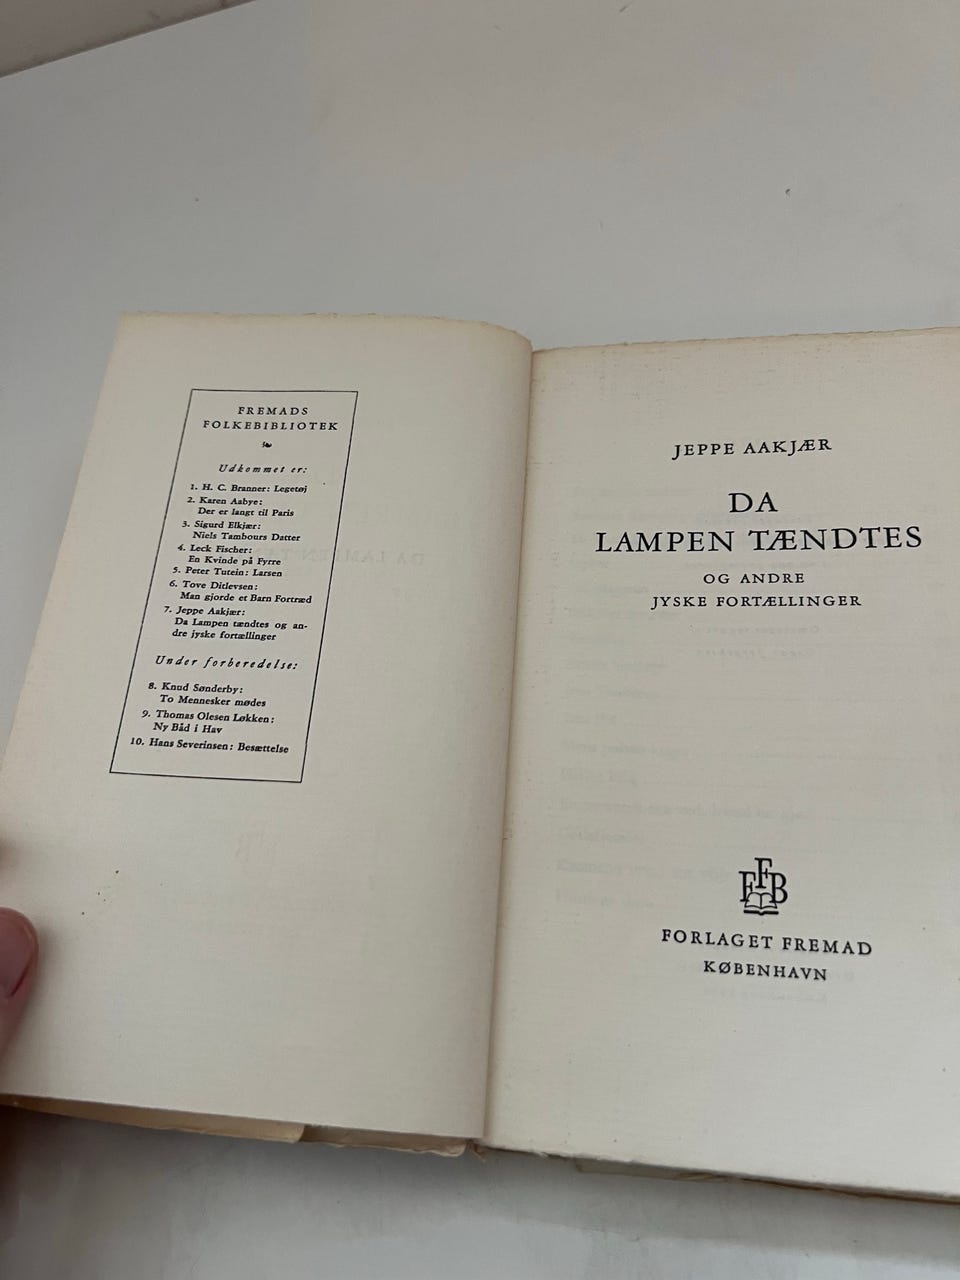 FREMADS
FOLKEBIBLIOTEK
Udkommet er:
1. H. C. Branner: Legetøj
2. Karen Aabye:
Der er langt til Paris
3. Sigurd Elkjær:
Niels Tambours Datter
4. Leck Fischer:
En Kvinde på Fyrre
5. Peter Tutein: Larsen
6. Tove Ditlevsen:
Man gjorde et Barn Fortræd
7. Jeppe Aakjær:
Da Lampen tændtes og an-
dre jyske fortællinger
Under forberedelse:
8. Knud Sønderby:
To Mennesker mødes
9. Thomas Olesen Løkken:
Ny Båd i Hav
10. Hans Severinsen: Besættelse
JEPPE AAKJÆR
DA
LAMPEN TÆNDTES
OG ANDRE
JYSKE FORTÆLLINGER
FFB
FORLAGET FREMAD
KØBENHAVN